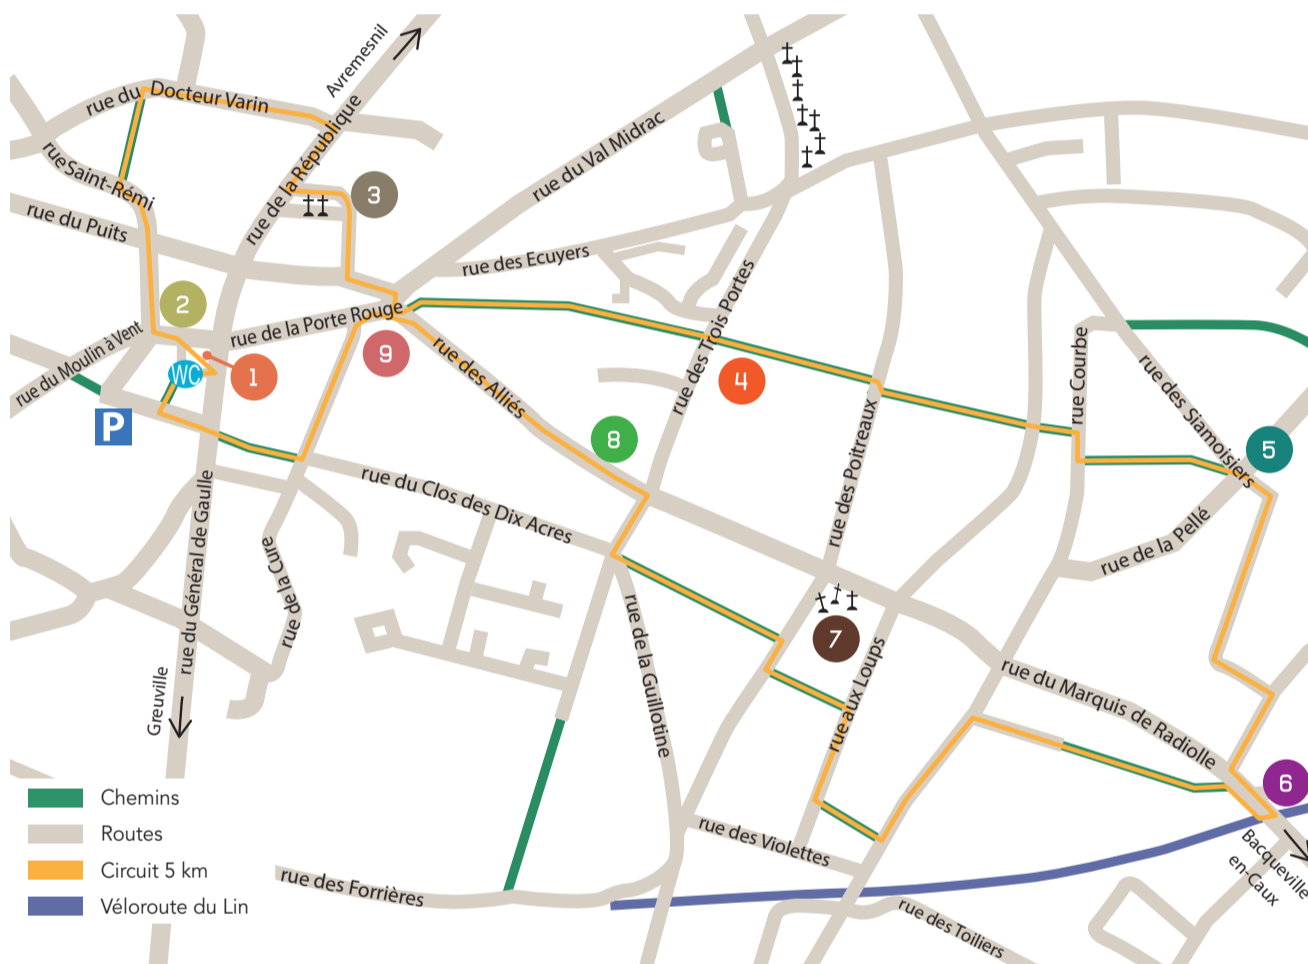 Avremesnil
rue du Docteur Varin
rue de la République
rue Saint-Rémi
rue du Val Midrac
3
rue du Puits
rue des Ecuyers
2
rue de la Porte Rouge
rue des Trois Portes
rue du Moulin à Vent
WC
1
9
rue des Alliés
4
rue Courbe
rue des Siamoisiers
P
8
5
rue des Poitreaux
rue du Clos des Dix Acres
rue du Général de Gaulle
rue de la Cure
rue de la Pellé
7
rue de la Guillotine
rue aux Loups
rue du Marquis de Radiolle
Greuville
6
Chemins
Routes
Circuit 5 km
Véloroute du Lin
rue des Violettes
Bacqueville
en-Caux
rue des Forrières
rue des Toiliers